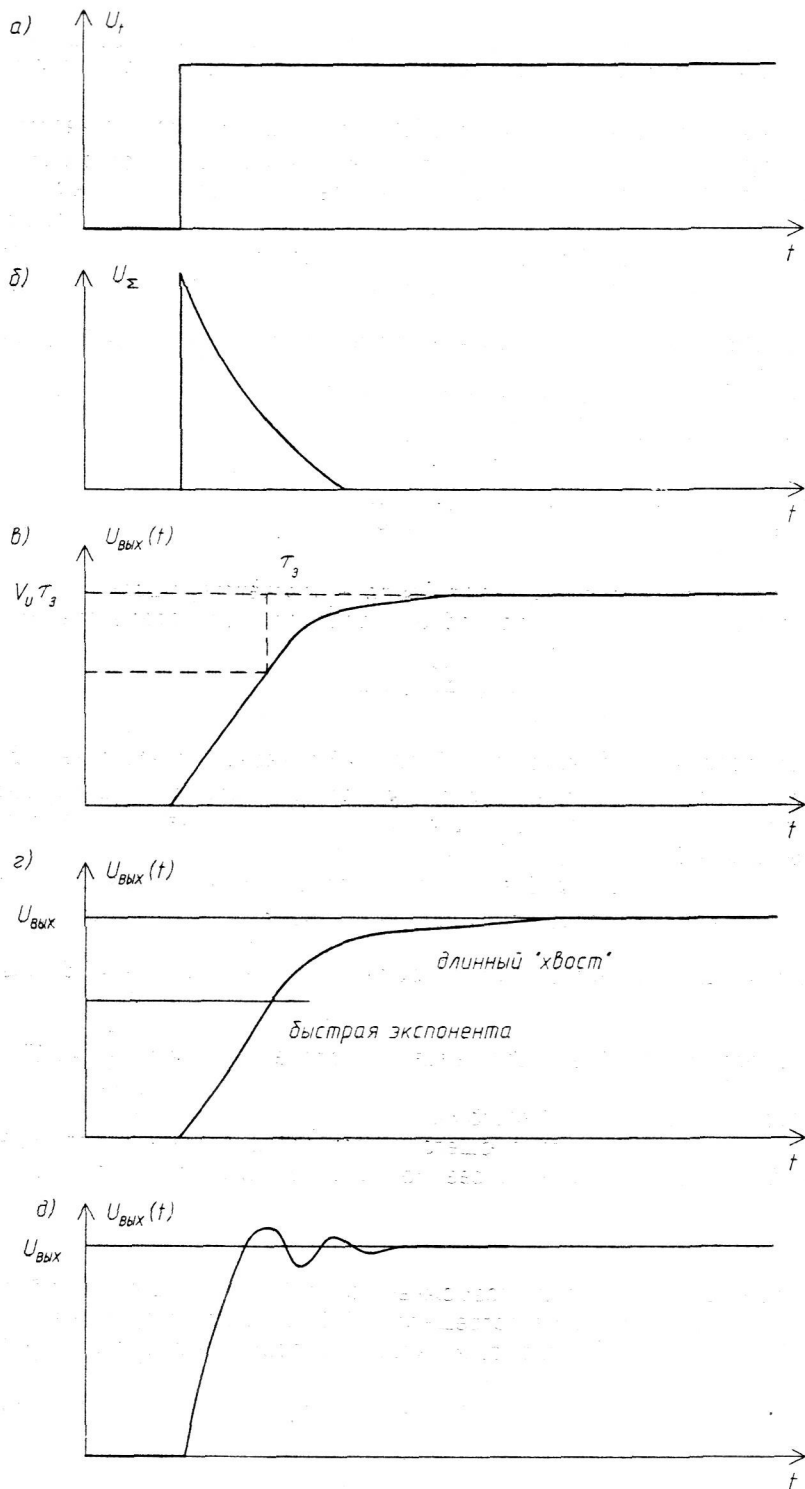 а) U_t
t
б) U_Σ
t
в) U_вых(t)
τ_з
V_U τ_з
t
г) U_вых(t)
U_вых
длинный "хвост"
быстрая экспонента
t
д) U_вых(t)
U_вых
t